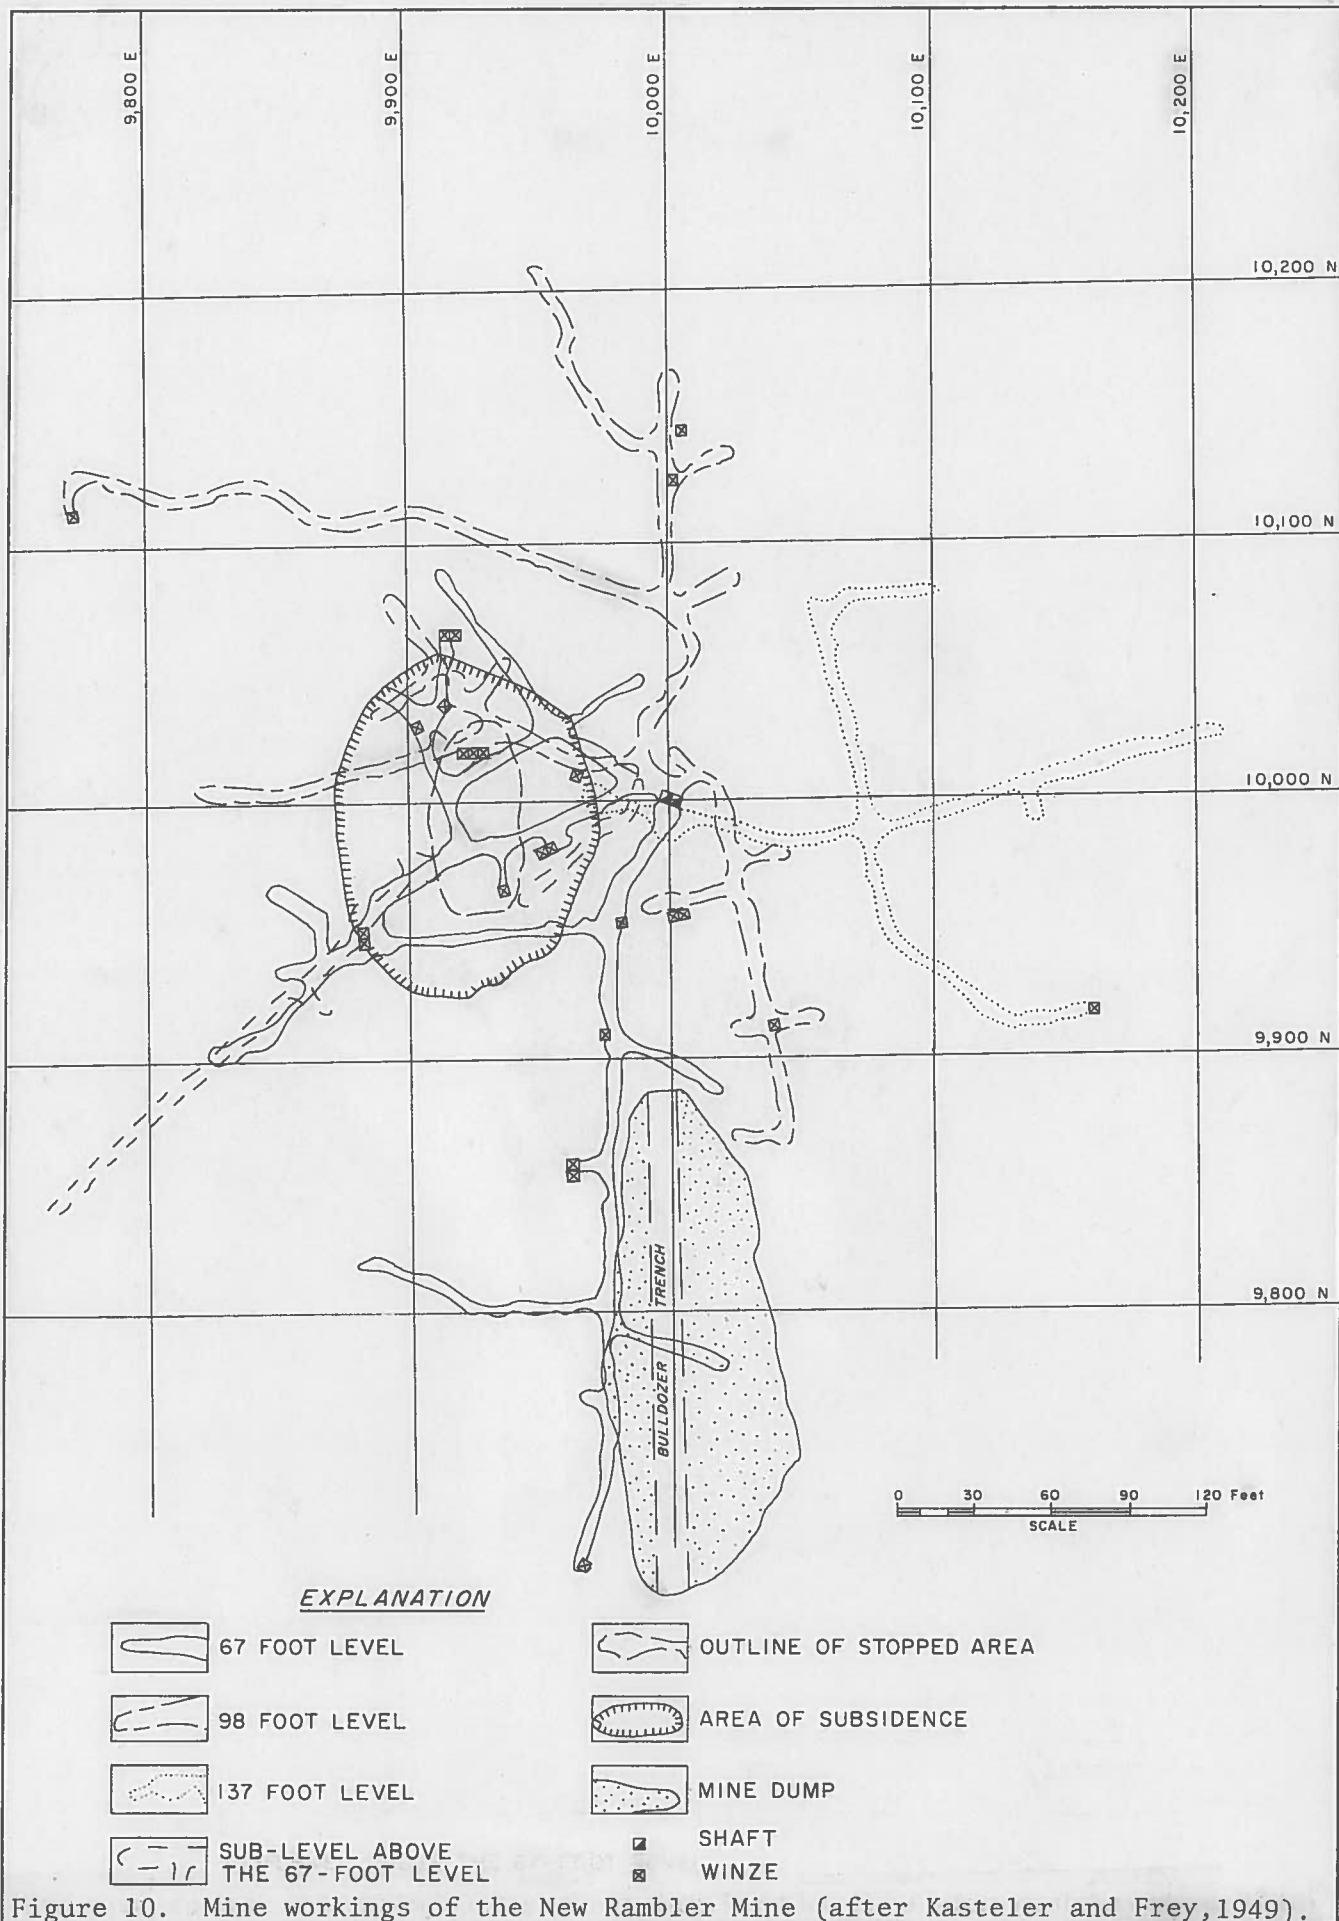 9,800 E
9,900 E
10,000 E
10,100 E
10,200 E
10,200 N
10,100 N
10,000 N
9,900 N
9,800 N
BULLDOZER TRENCH
0 30 60 90 120 Feet
SCALE
EXPLANATION
67 FOOT LEVEL
98 FOOT LEVEL
137 FOOT LEVEL
SUB-LEVEL ABOVE
THE 67-FOOT LEVEL
OUTLINE OF STOPPED AREA
AREA OF SUBSIDENCE
MINE DUMP
SHAFT
WINZE
Figure 10. Mine workings of the New Rambler Mine (after Kasteler and Frey,1949).